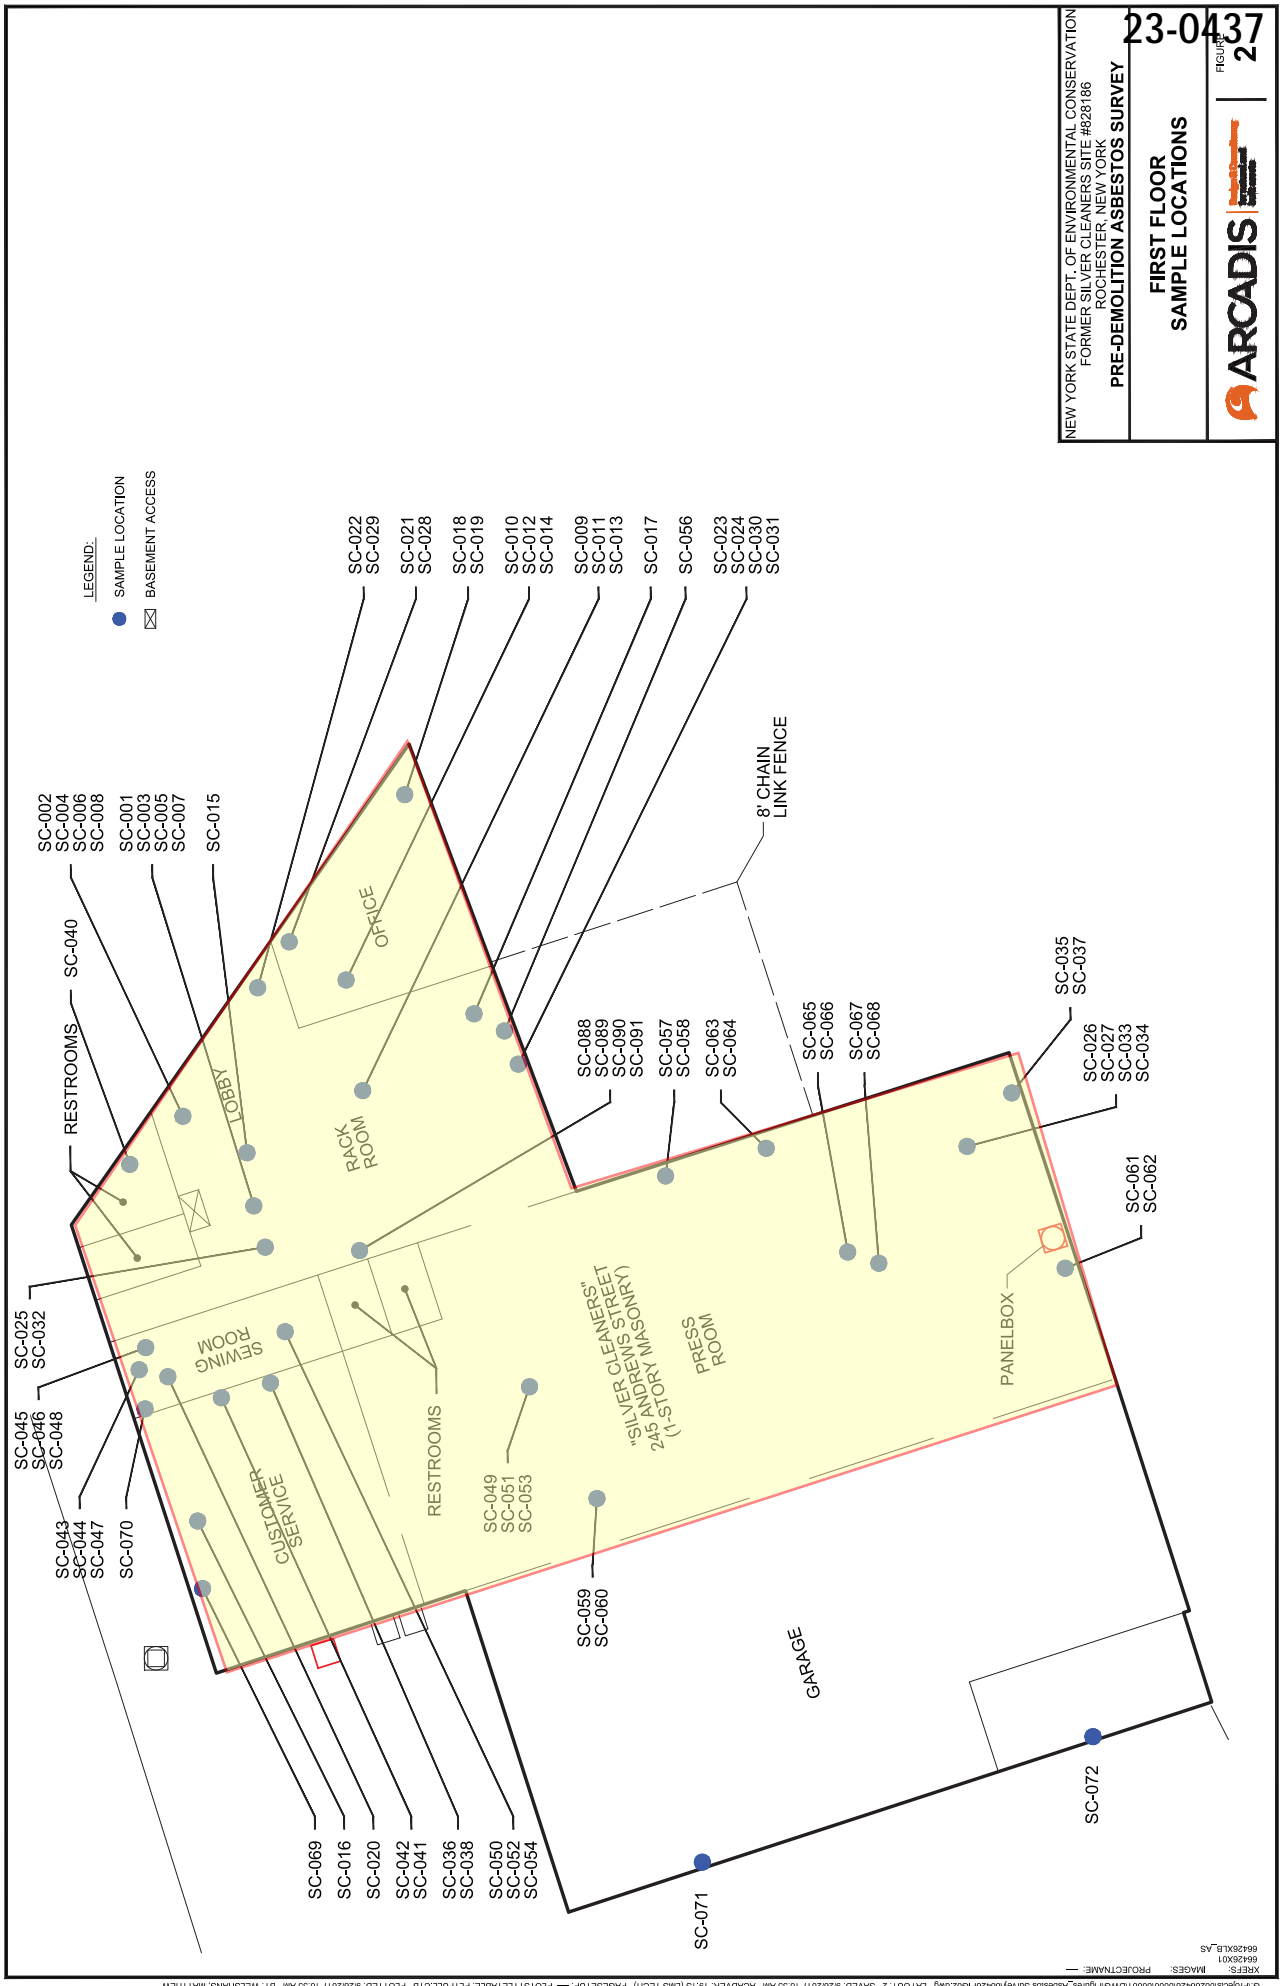 23-0437
NEW YORK STATE DEPT. OF ENVIRONMENTAL CONSERVATION
FORMER SILVER CLEANERS SITE #828186
ROCHESTER, NEW YORK
PRE-DEMOLITION ASBESTOS SURVEY
FIRST FLOOR
SAMPLE LOCATIONS
ARCADIS
FIGURE
2
LEGEND:
SAMPLE LOCATION
BASEMENT ACCESS
SC-022
SC-029
SC-021
SC-028
SC-018
SC-019
SC-010
SC-012
SC-014
SC-009
SC-011
SC-013
SC-017
SC-056
SC-023
SC-024
SC-030
SC-031
SC-002
SC-004
SC-006
SC-008
SC-001
SC-003
SC-005
SC-007
SC-015
SC-040
RESTROOMS
8' CHAIN
LINK FENCE
OFFICE
LOBBY
RACK
ROOM
SC-088
SC-089
SC-090
SC-091
SC-057
SC-058
SC-063
SC-064
SC-065
SC-066
SC-067
SC-068
SC-035
SC-037
SC-026
SC-027
SC-033
SC-034
SC-061
SC-062
SC-025
SC-032
SC-045
SC-046
SC-048
SC-043
SC-044
SC-047
SC-070
SEWING
ROOM
CUSTOMER
SERVICE
RESTROOMS
SC-049
SC-051
SC-053
"SILVER CLEANERS"
245 ANDREWS STREET
(1-STORY MASONRY)
PRESS
ROOM
PANELBOX
SC-059
SC-060
GARAGE
SC-069
SC-016
SC-020
SC-042
SC-041
SC-036
SC-038
SC-050
SC-052
SC-054
SC-071
SC-072
XREFS:
IMAGES:
PROJECTNAME: ---
66426X01
66426XLB_AS